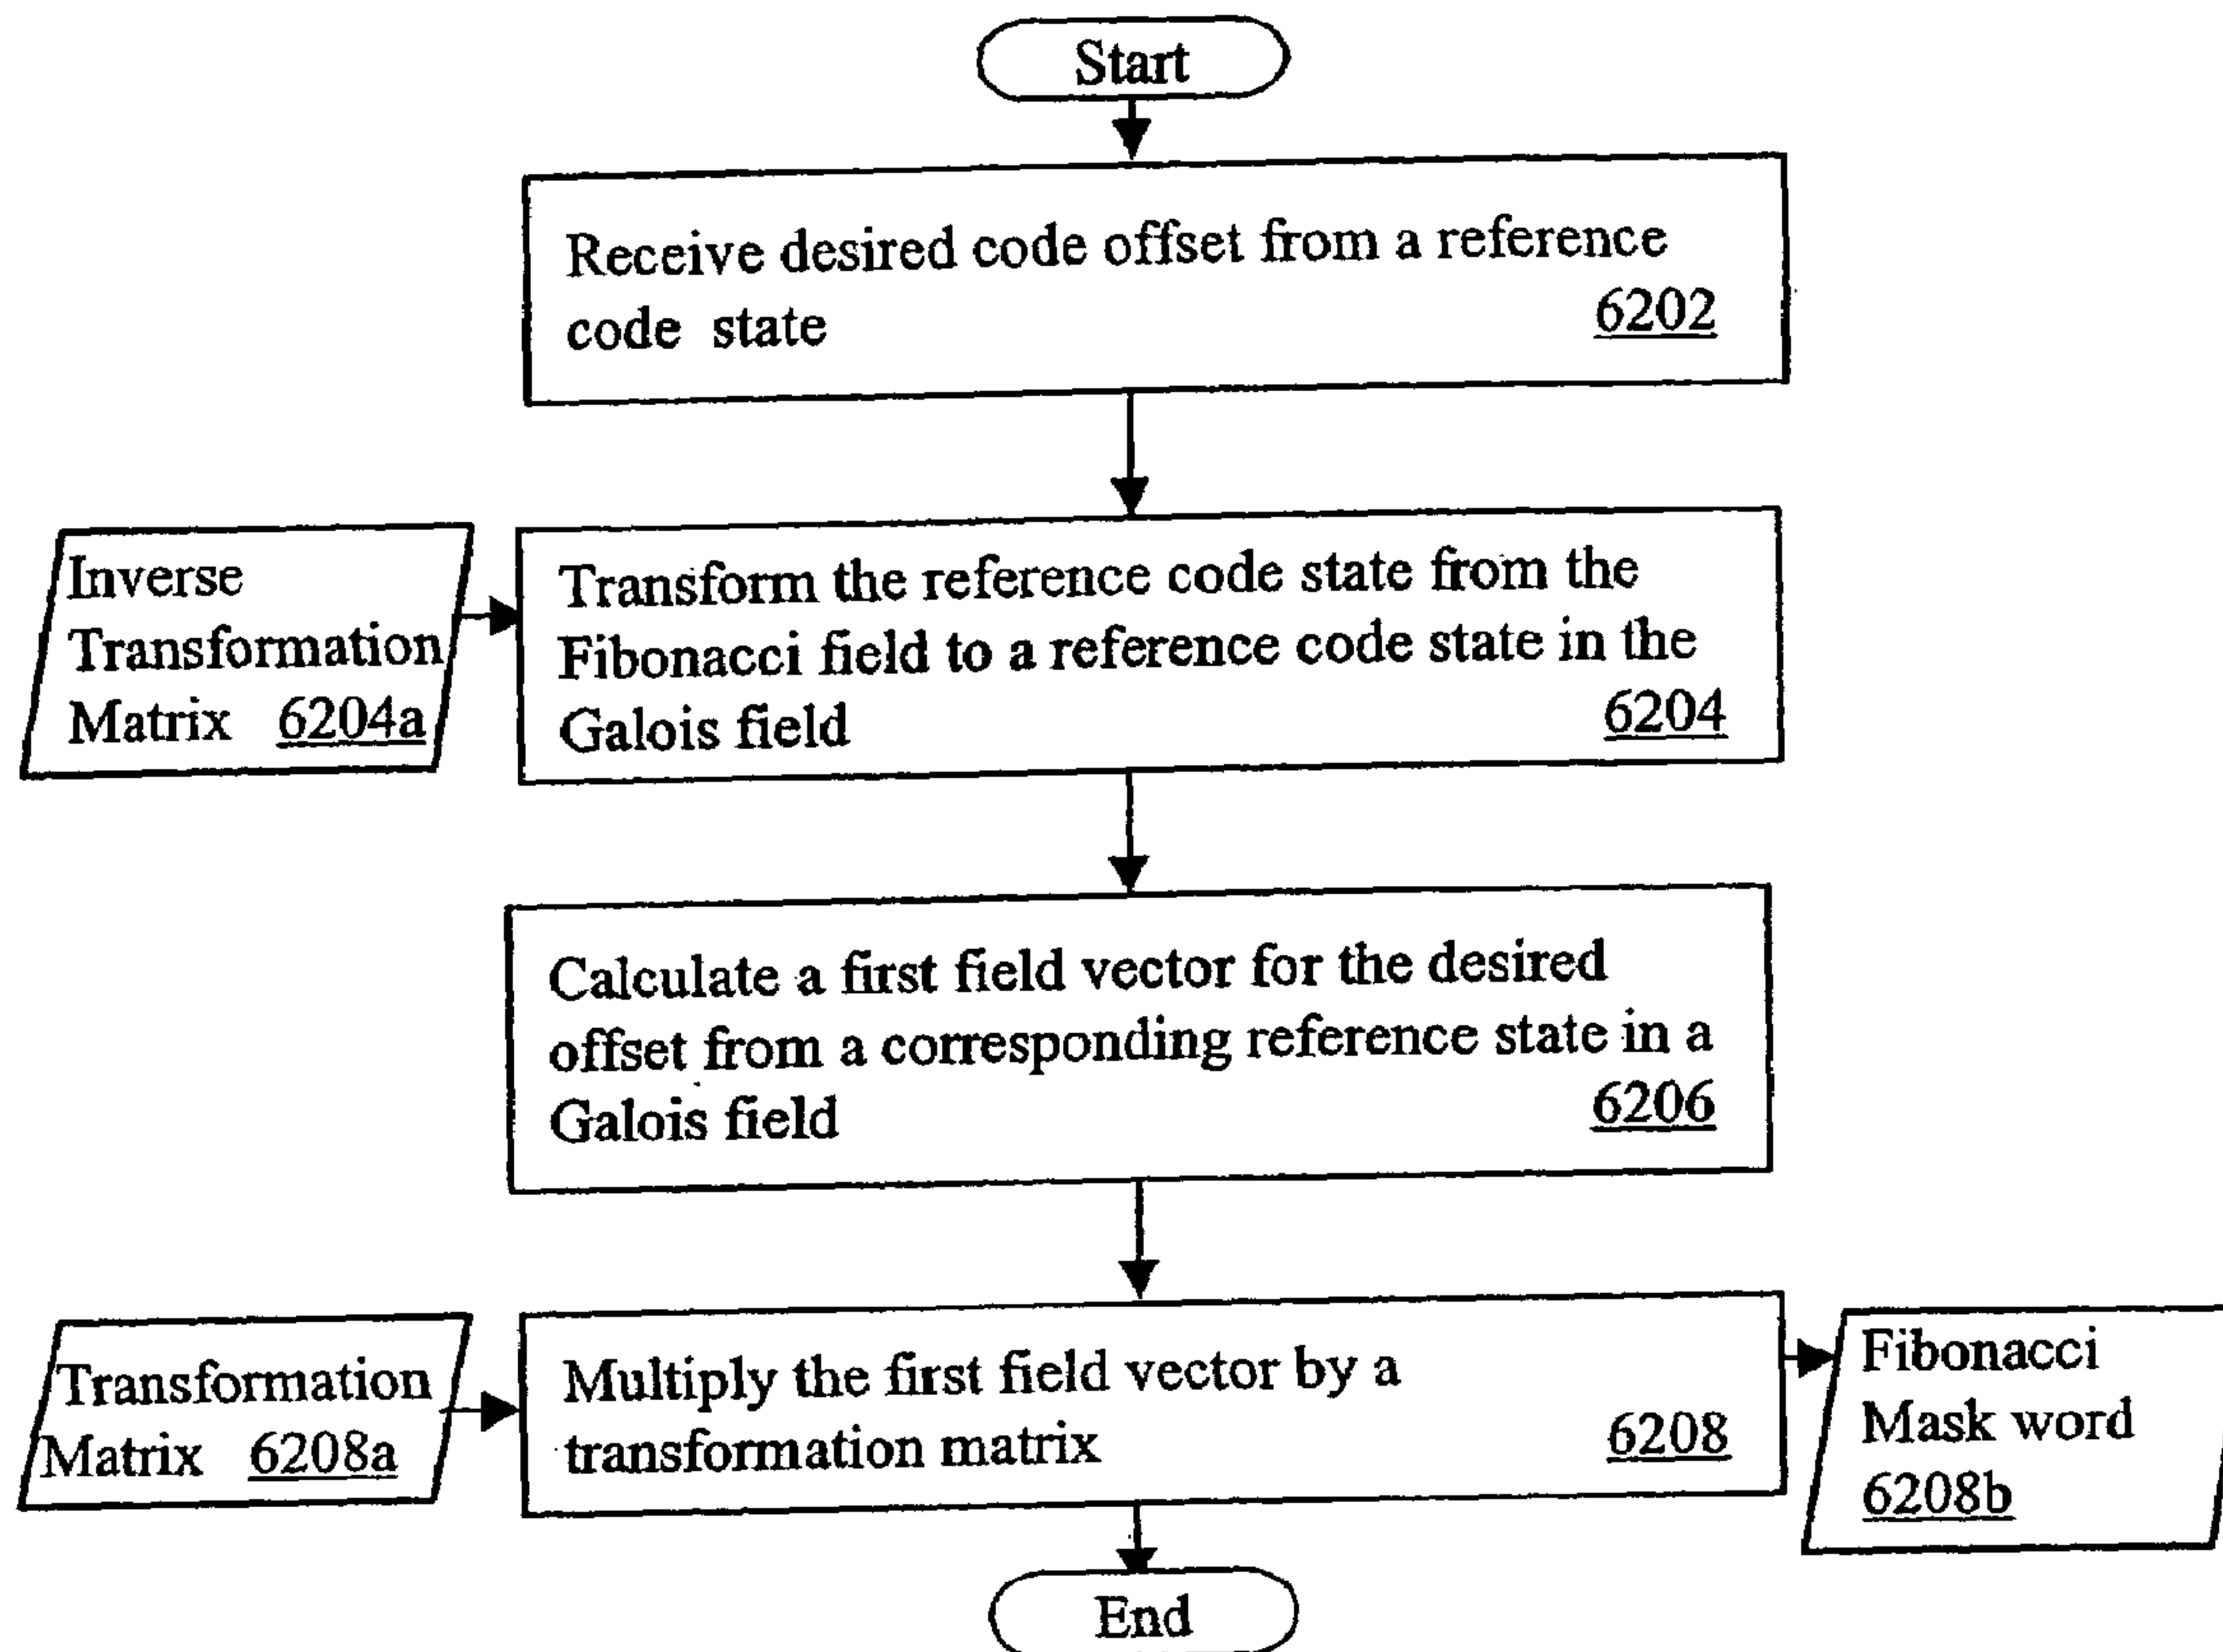 Start
Receive desired code offset from a reference
code state
6202
Inverse
Transformation
Matrix 6204a
Transform the reference code state from the
Fibonacci field to a reference code state in the
Galois field
6204
Calculate a first field vector for the desired
offset from a corresponding reference state in a
Galois field
6206
Transformation
Matrix 6208a
Multiply the first field vector by a
transformation matrix
6208
Fibonacci
Mask word
6208b
End